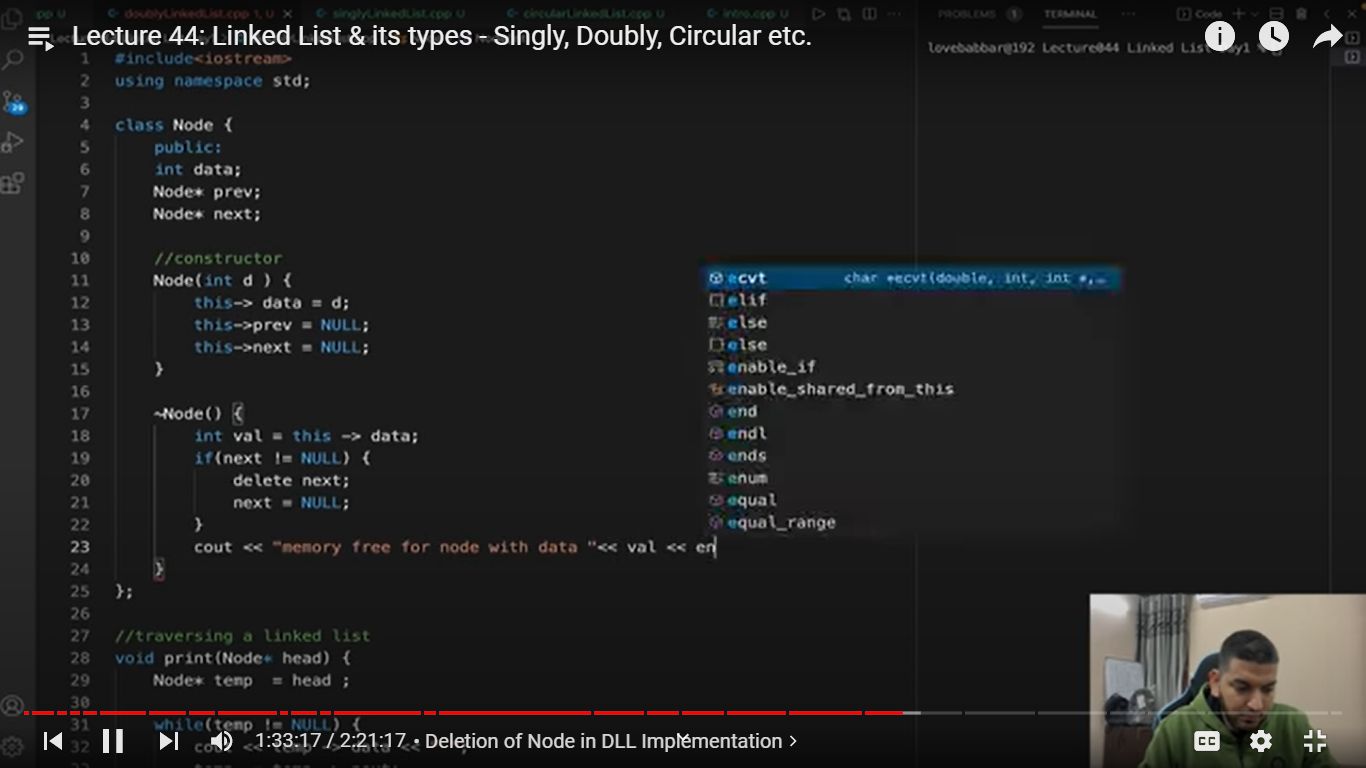 doublyLinkedList.cpp 1, U
singlyLinkedList.cpp U
circularLinkedList.cpp U
intro.cpp U
PROBLEMS 1
TERMINAL
Code
Lecture 44: Linked List & its types - Singly, Doubly, Circular etc.
lovebabbar@192 Lecture044 Linked List Day1 %
1 #include<iostream>
2 using namespace std;
3
4 class Node {
5 public:
6 int data;
7 Node* prev;
8 Node* next;
9
10 //constructor
11 Node(int d ) {
12 this-> data = d;
13 this->prev = NULL;
14 this->next = NULL;
15 }
16
17 ~Node() {
18 int val = this -> data;
19 if(next != NULL) {
20 delete next;
21 next = NULL;
22 }
23 cout << "memory free for node with data "<< val << en
24 }
25 };
26
27 //traversing a linked list
28 void print(Node* head) {
29 Node* temp  = head ;
30
31 while(temp != NULL) {
32
ecvt char *ecvt(double, int, int *,…
elif
else
else
enable_if
enable_shared_from_this
end
endl
ends
enum
equal
equal_range
1:33:17 / 2:21:17 • Deletion of Node in DLL Implementation >
CC